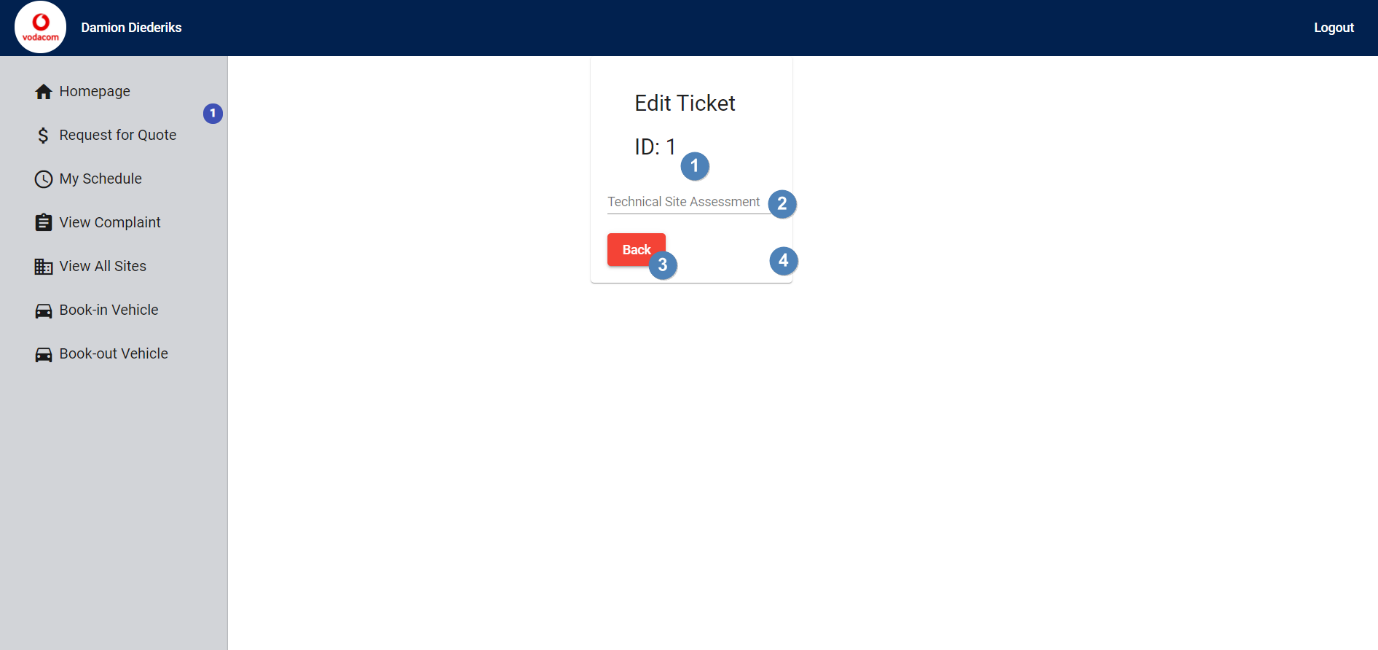 vodacom
Damion Diederiks
Logout
Homepage
1
Request for Quote
My Schedule
View Complaint
View All Sites
Book-in Vehicle
Book-out Vehicle
Edit Ticket
ID: 1
1
Technical Site Assessment
2
Back
3
4